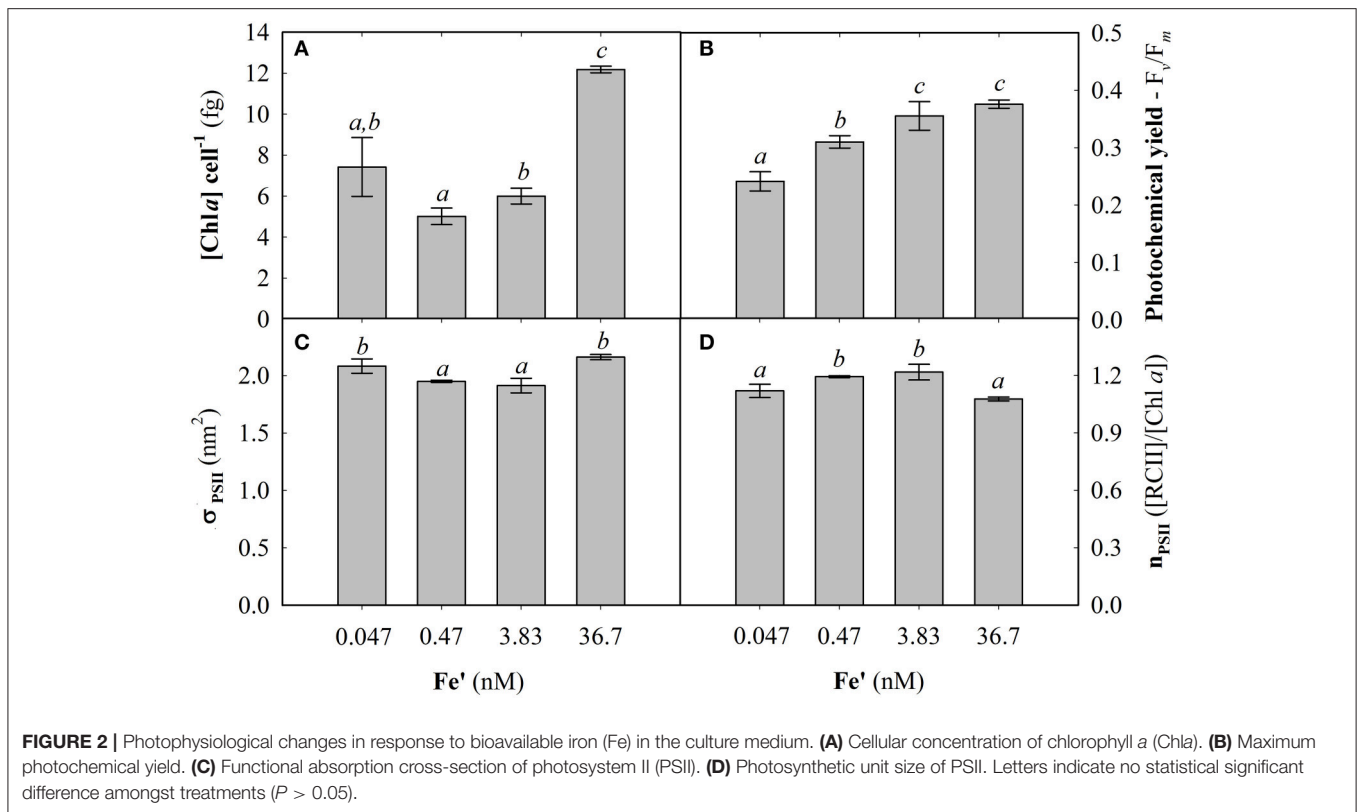 A
[Chla] cell⁻¹ (fg)
14
12
10
8
6
4
2
0
a,b
a
b
c
B
Photochemical yield - Fv/Fm
0.5
0.4
0.3
0.2
0.1
0.0
a
b
c
c
C
σPSII (nm²)
2.0
1.5
1.0
0.5
0.0
b
a
a
b
D
nPSII ([RCII]/[Chl a])
1.2
0.9
0.6
0.3
0.0
a
b
b
a
0.047 0.47 3.83 36.7
Fe' (nM)
0.047 0.47 3.83 36.7
Fe' (nM)
FIGURE 2 | Photophysiological changes in response to bioavailable iron (Fe) in the culture medium. (A) Cellular concentration of chlorophyll a (Chla). (B) Maximum
photochemical yield. (C) Functional absorption cross-section of photosystem II (PSII). (D) Photosynthetic unit size of PSII. Letters indicate no statistical significant
difference amongst treatments (P > 0.05).